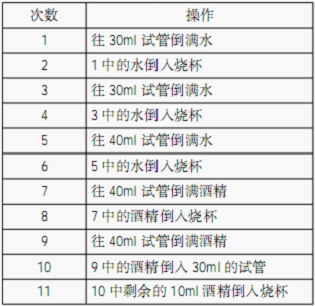 次数 操作
1 往 30ml 试管倒满水
2 1 中的水倒入烧杯
3 往 30ml 试管倒满水
4 3 中的水倒入烧杯
5 往 40ml 试管倒满水
6 5 中的水倒入烧杯
7 往 40ml 试管倒满酒精
8 7 中的酒精倒入烧杯
9 往 40ml 试管倒满酒精
10 9 中的酒精倒入 30ml 的试管
11 10 中剩余的 10ml 酒精倒入烧杯